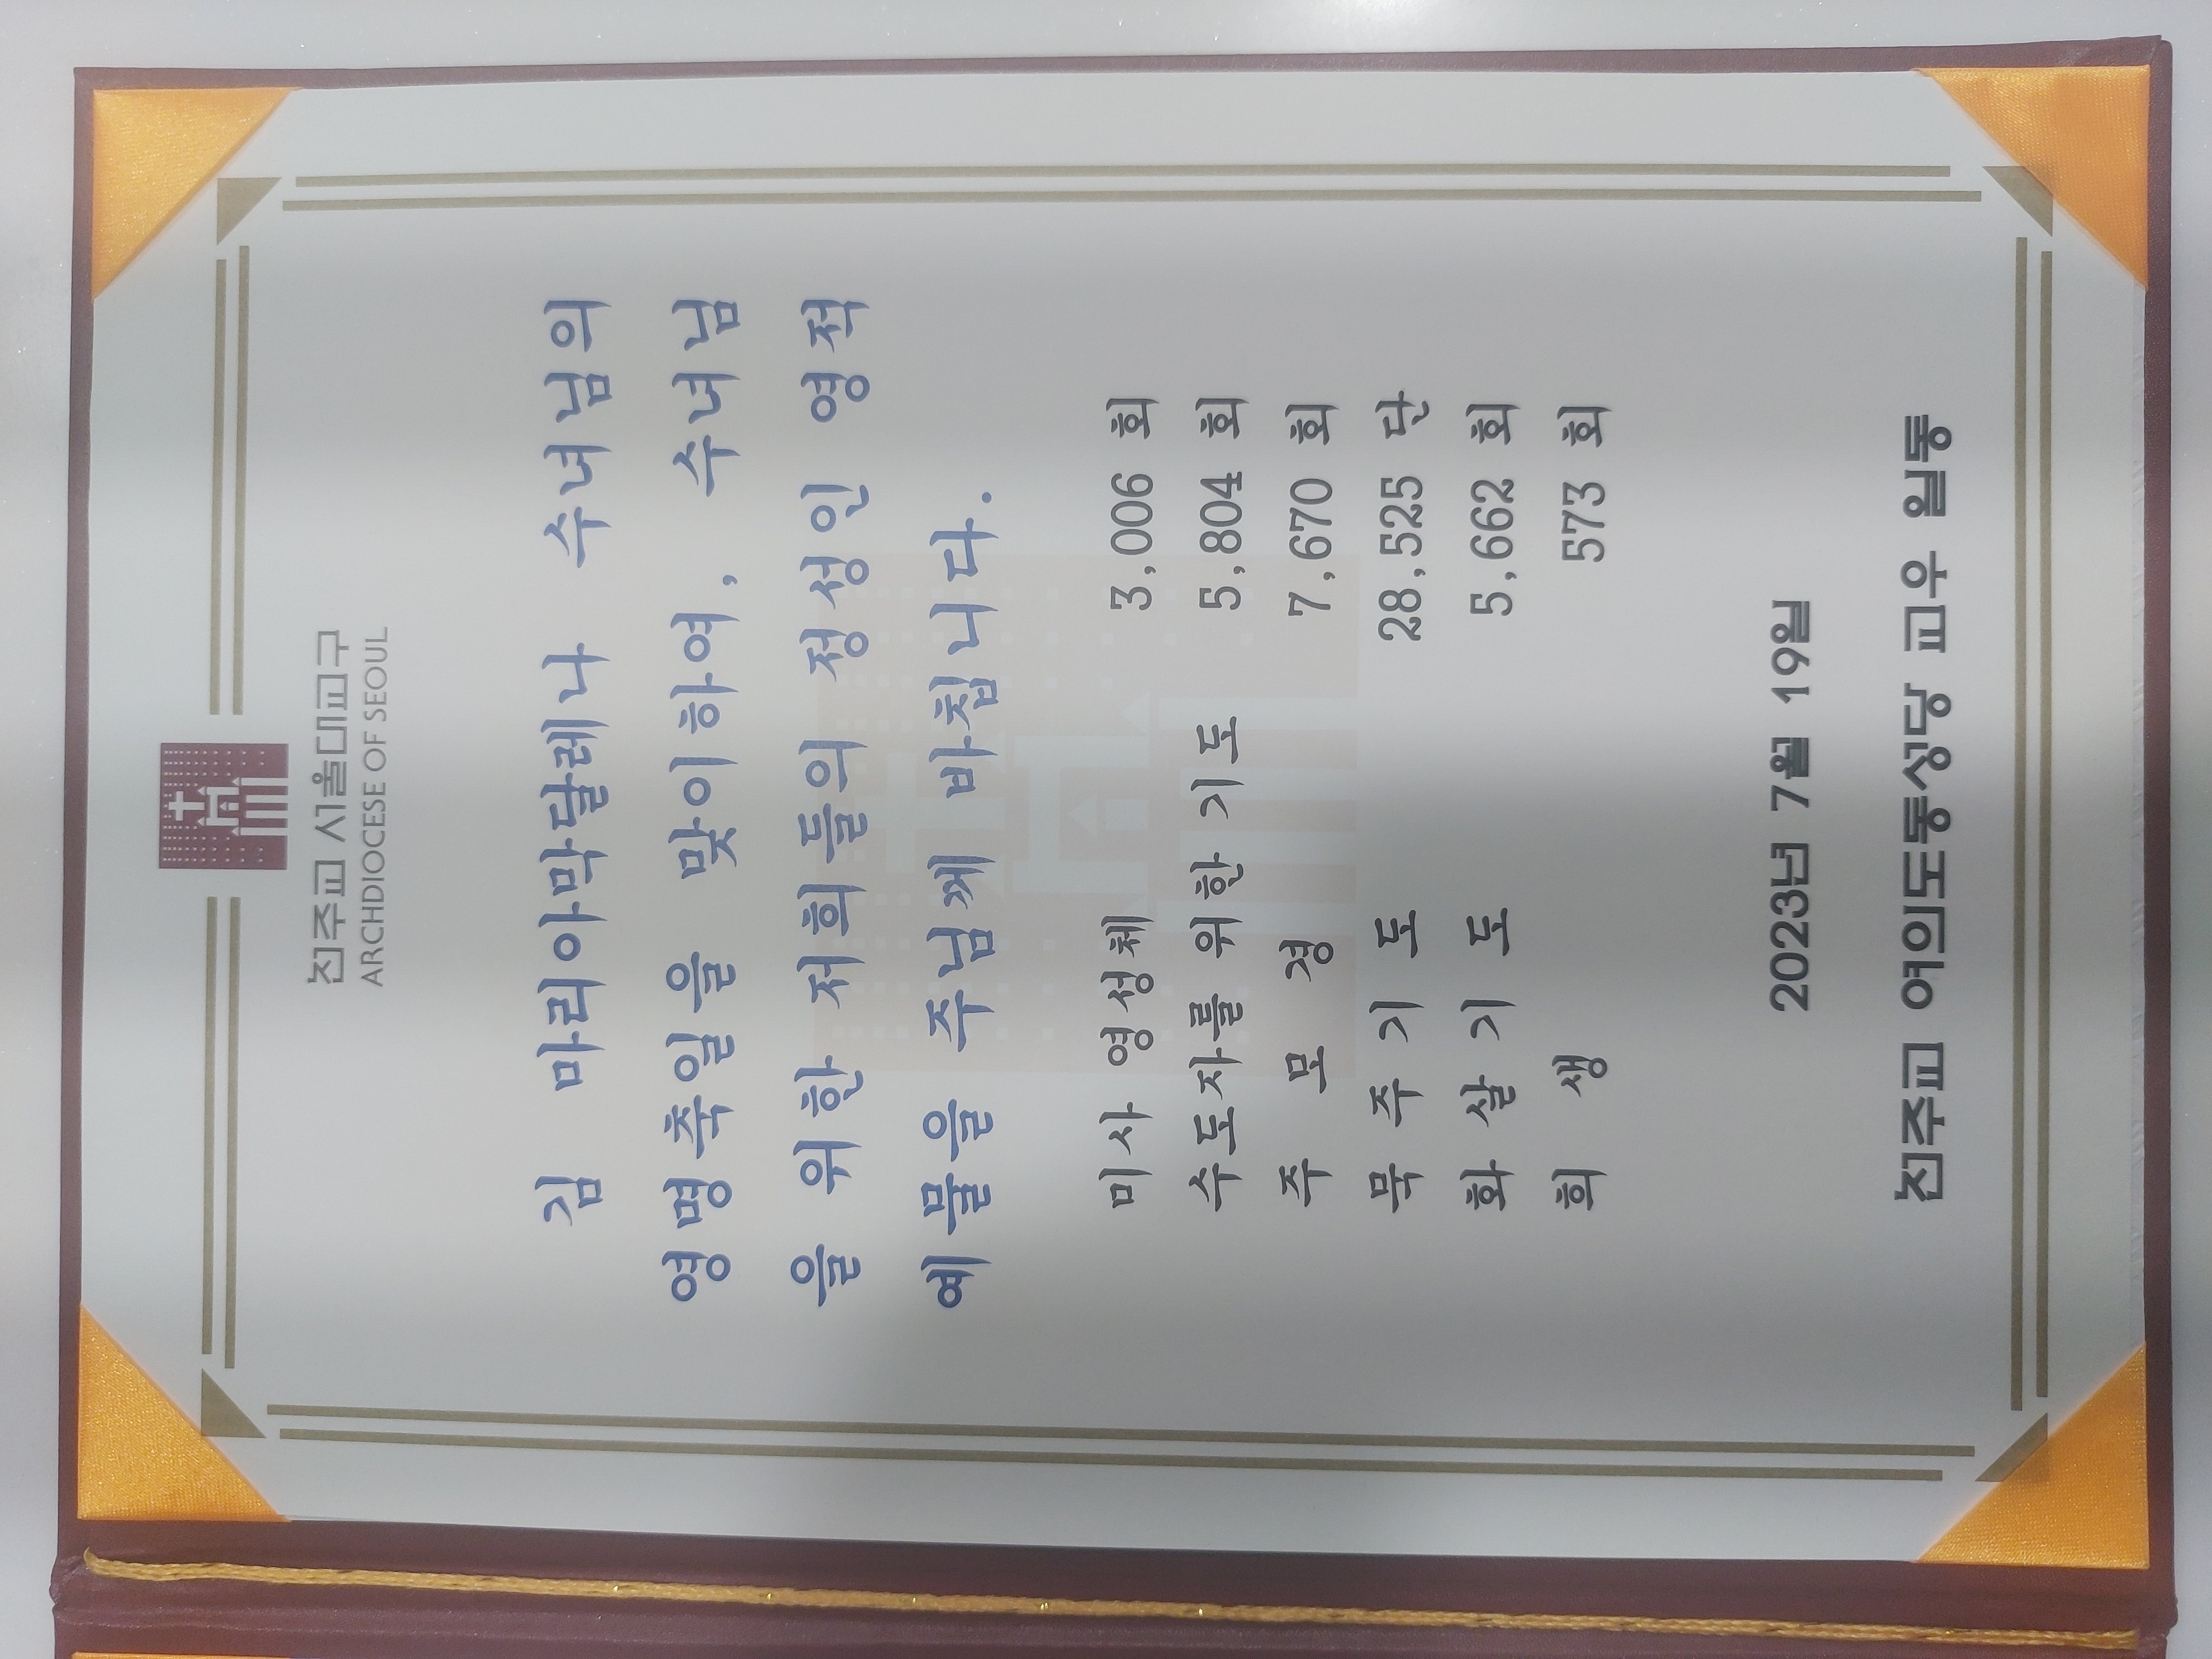 천주교 서울대교구
ARCHDIOCESE OF SEOUL
김 마리아막달레나 수녀님의
영명축일을 맞이하여, 수녀님
을 위한 저희들의 정성인 영적
예물을 주님께 바칩니다.
미사 영성체 3,006 회
수도자를 위한 기도 5,804 회
주 모 경 7,670 회
묵 주 기 도 28,525 단
화 살 기 도 5,662 회
희 생 573 회
2023년 7월 19일
천주교 여의도동성당 교우 일동